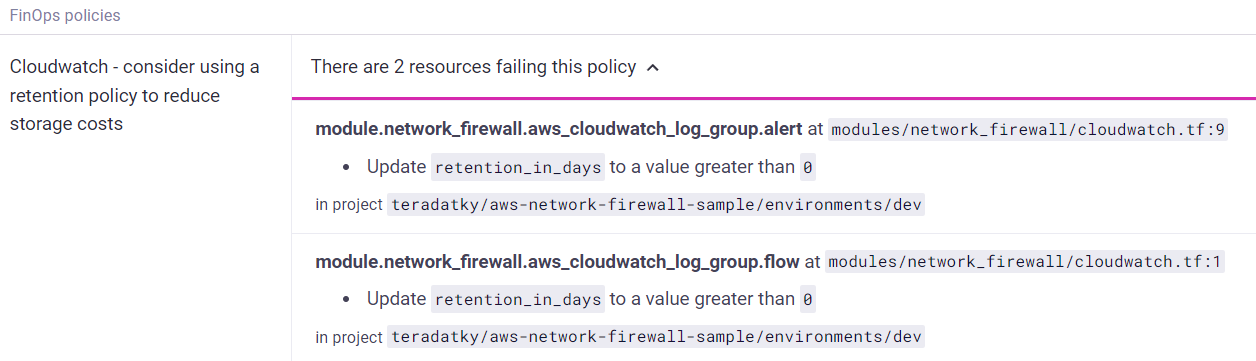 FinOps policies
Cloudwatch - consider using a
retention policy to reduce
storage costs
There are 2 resources failing this policy
module.network_firewall.aws_cloudwatch_log_group.alert at modules/network_firewall/cloudwatch.tf:9
• Update retention_in_days to a value greater than 0
in project teradatky/aws-network-firewall-sample/environments/dev
module.network_firewall.aws_cloudwatch_log_group.flow at modules/network_firewall/cloudwatch.tf:1
• Update retention_in_days to a value greater than 0
in project teradatky/aws-network-firewall-sample/environments/dev